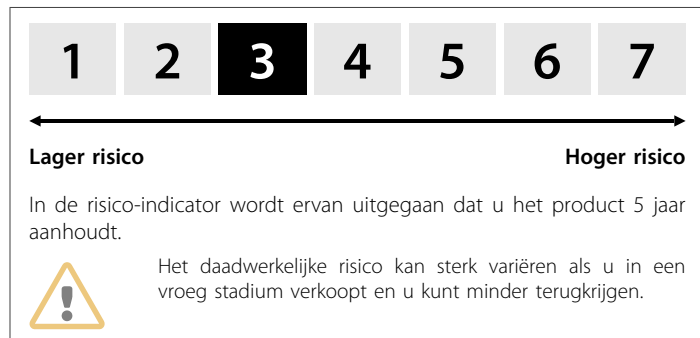 1 2 3 4 5 6 7
Lager risico Hoger risico
In de risico-indicator wordt ervan uitgegaan dat u het product 5 jaar
aanhoudt.
Het daadwerkelijke risico kan sterk variëren als u in een
vroeg stadium verkoopt en u kunt minder terugkrijgen.